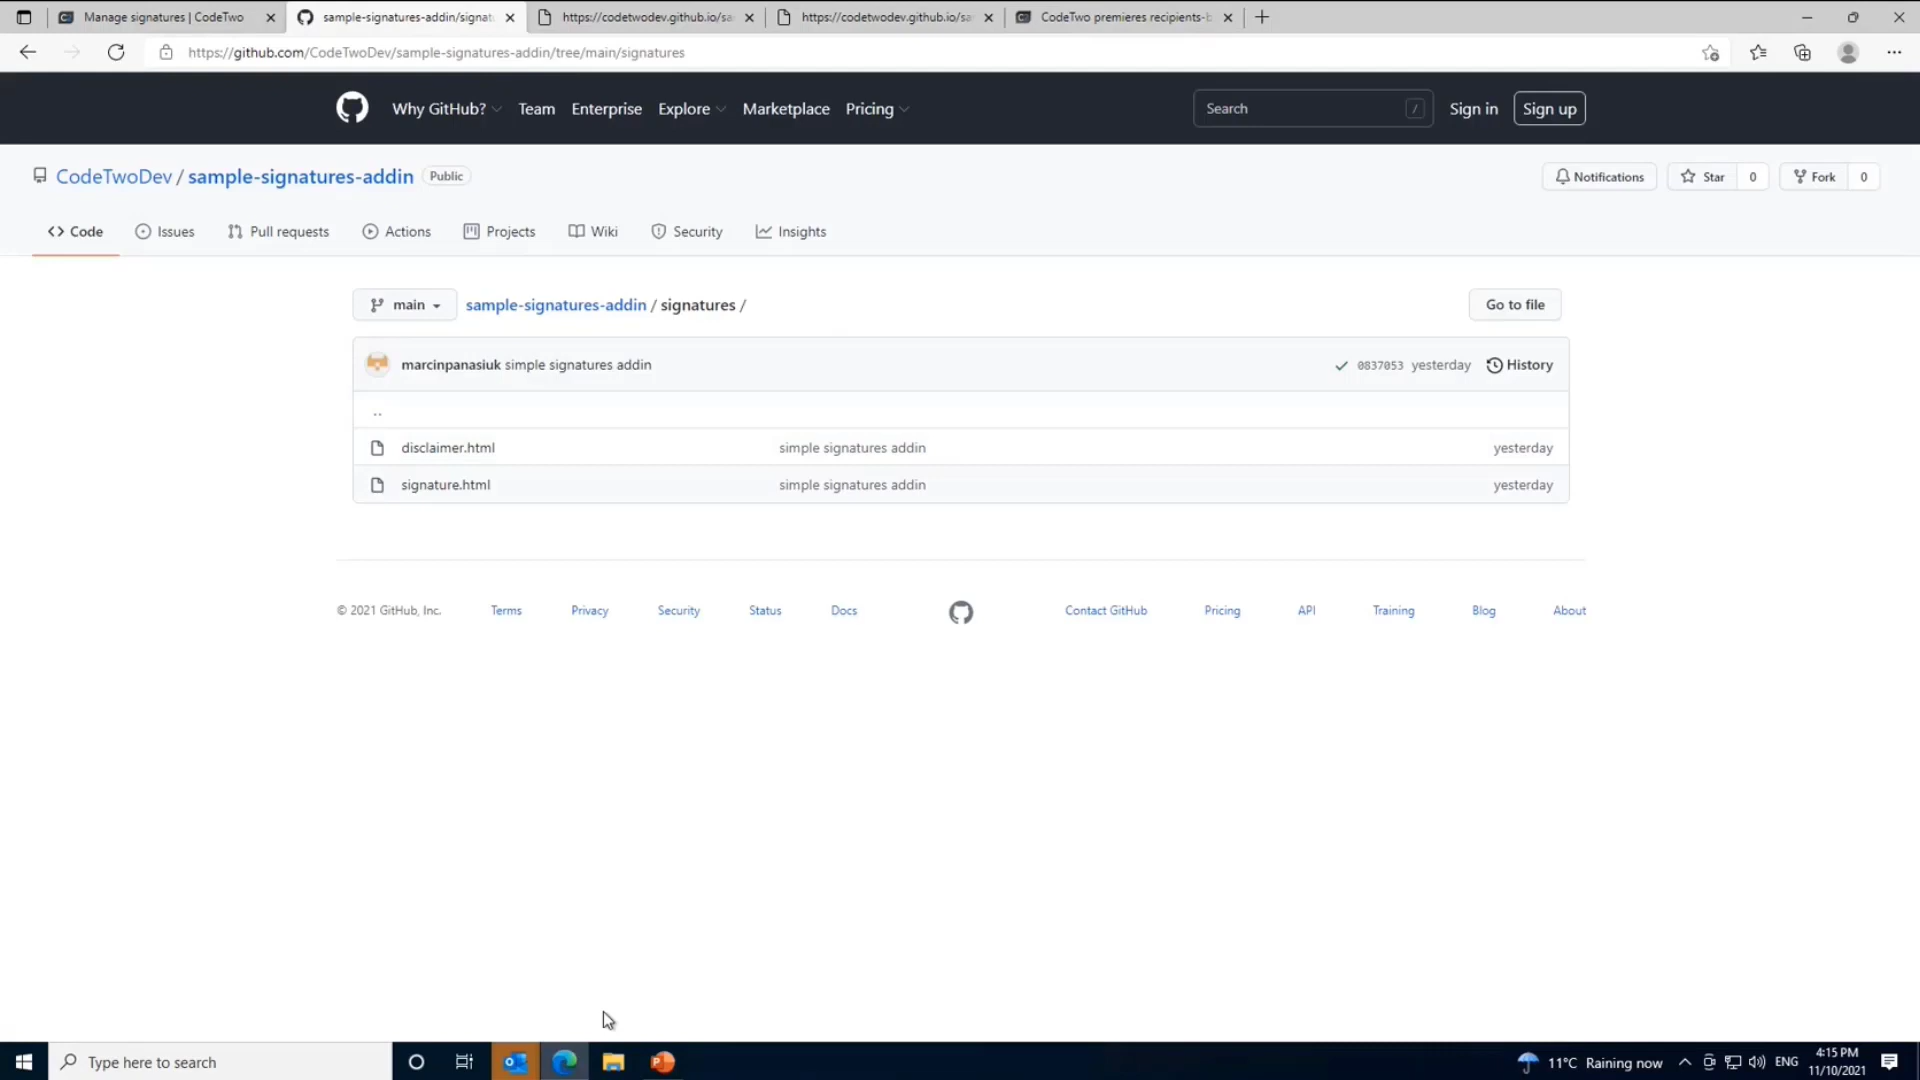 Manage signatures | CodeTwo
sample-signatures-addin/signat
https://codetwodev.github.io/sa
https://codetwodev.github.io/sa
CodeTwo premieres recipients-b
https://github.com/CodeTwoDev/sample-signatures-addin/tree/main/signatures
Why GitHub? Team Enterprise Explore Marketplace Pricing Search / Sign in Sign up
CodeTwoDev / sample-signatures-addin Public Notifications Star 0 Fork 0
Code Issues Pull requests Actions Projects Wiki Security Insights
main sample-signatures-addin / signatures / Go to file
marcinpanasiuk simple signatures addin 0837053 yesterday History
..
disclaimer.html simple signatures addin yesterday
signature.html simple signatures addin yesterday
© 2021 GitHub, Inc. Terms Privacy Security Status Docs Contact GitHub Pricing API Training Blog About
Type here to search 11°C Raining now ENG 4:15 PM
11/10/2021